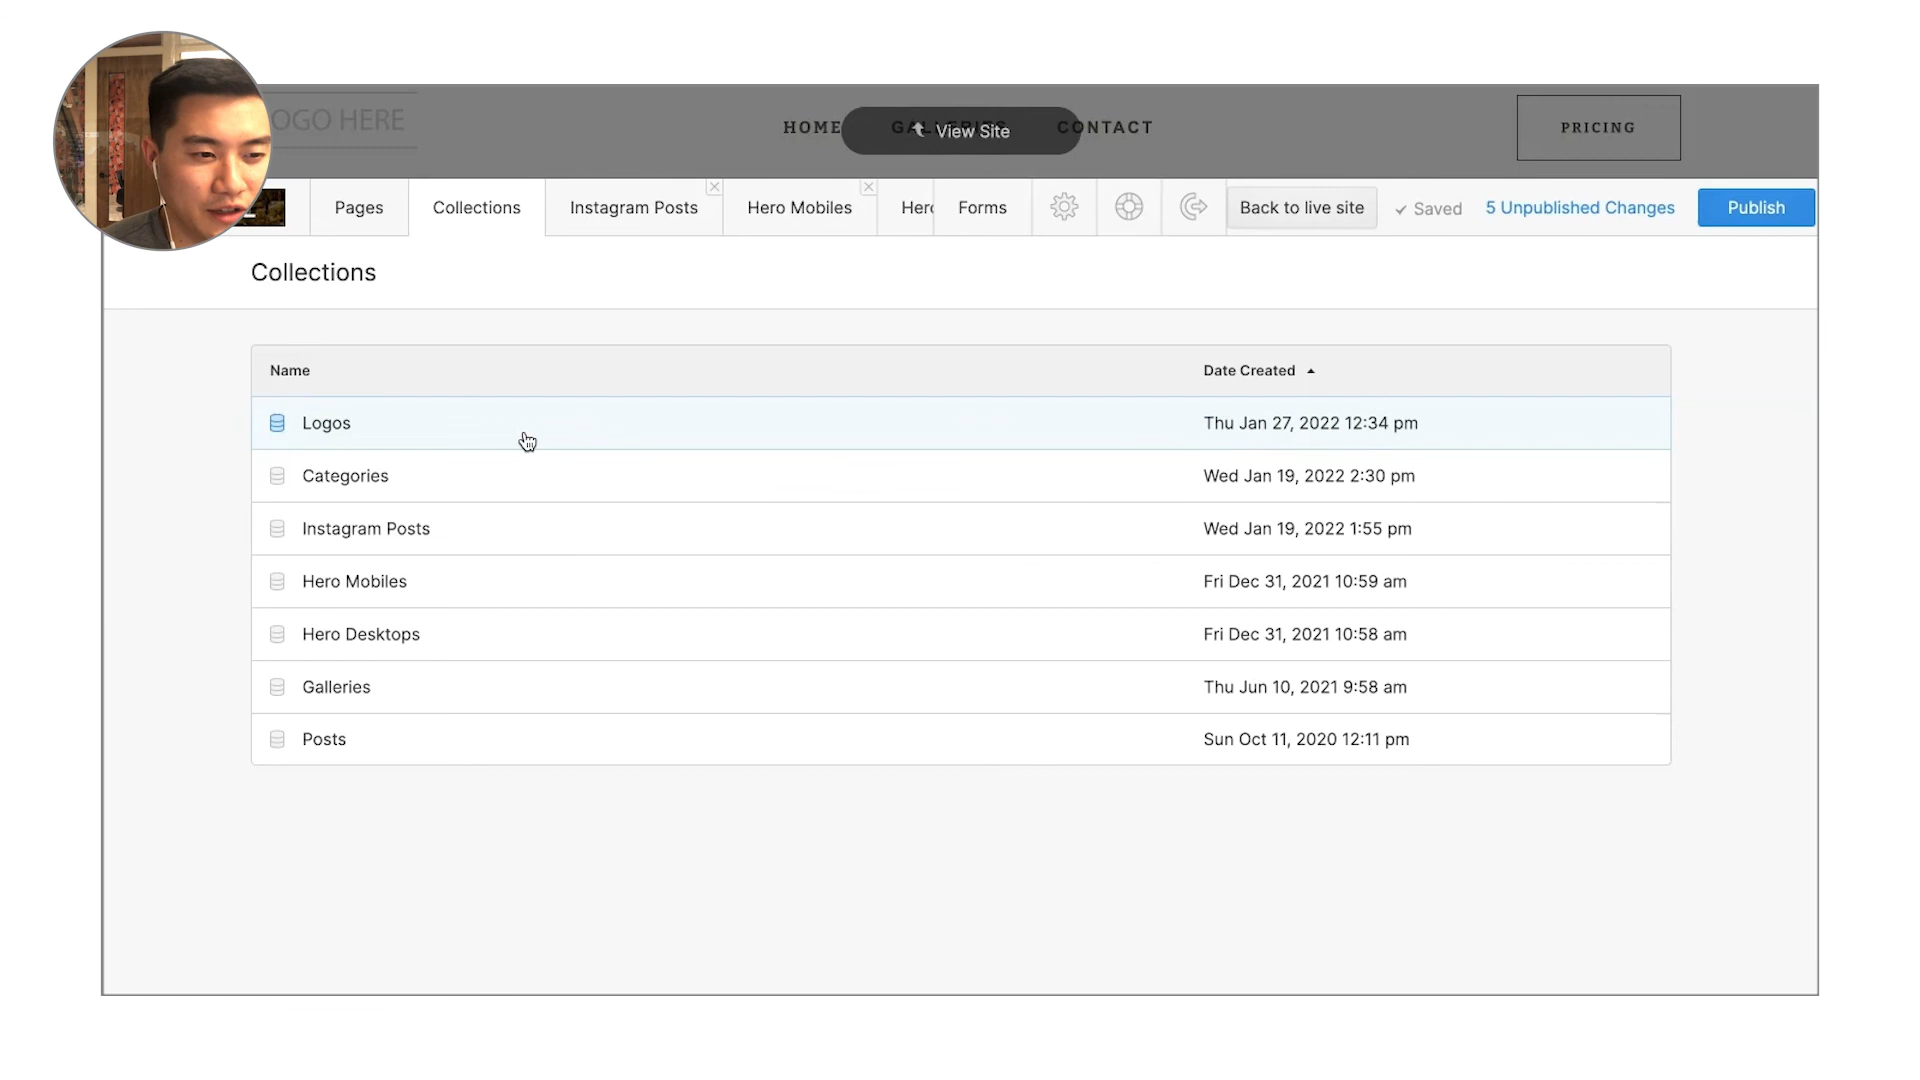 OGO HERE
HOME
View Site
CONTACT
PRICING
Pages
Collections
Instagram Posts
Hero Mobiles
Hero
Forms
Back to live site
Saved
5 Unpublished Changes
Publish
Collections
Name Date Created
Logos Thu Jan 27, 2022 12:34 pm
Categories Wed Jan 19, 2022 2:30 pm
Instagram Posts Wed Jan 19, 2022 1:55 pm
Hero Mobiles Fri Dec 31, 2021 10:59 am
Hero Desktops Fri Dec 31, 2021 10:58 am
Galleries Thu Jun 10, 2021 9:58 am
Posts Sun Oct 11, 2020 12:11 pm